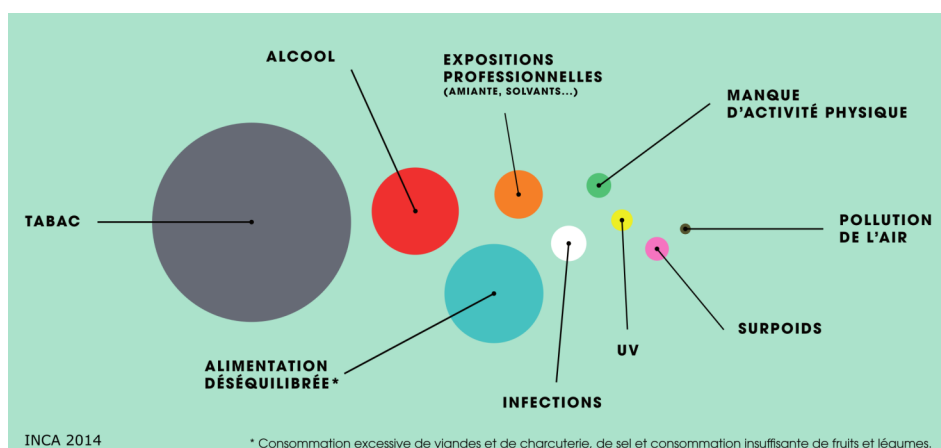 ALCOOL
EXPOSITIONS
PROFESSIONNELLES
(AMIANTE, SOLVANTS...)
MANQUE
D'ACTIVITÉ PHYSIQUE
TABAC
POLLUTION
DE L'AIR
SURPOIDS
UV
ALIMENTATION
DÉSÉQUILIBRÉE*
INFECTIONS
INCA 2014
* Consommation excessive de viandes et de charcuterie, de sel et consommation insuffisante de fruits et légumes.